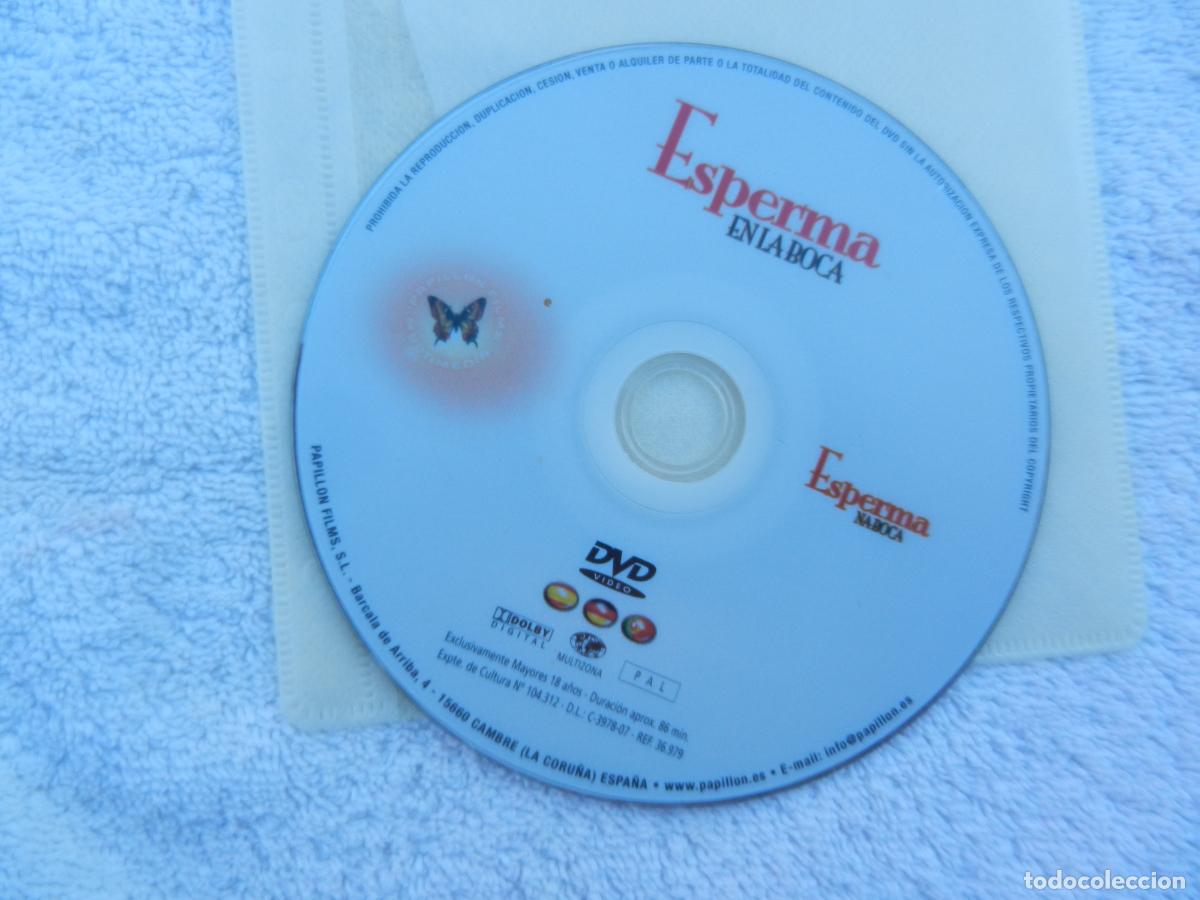 PROHIBIDA LA REPRODUCCION, DUPLICACION, CESION, VENTA O ALQUILER DE PARTE O LA TOTALIDAD DEL CONTENIDO DEL DVD SIN LA AUTORIZACION EXPRESA DE LOS RESPECTIVOS PROPIETARIOS DEL COPYRIGHT
Esperma
EN LA BOCA
PAPILLON FILMS
Esperma
NA BOCA
DVD
VIDEO
DOLBY
DIGITAL
MULTIZONA
PAL
Exclusivamente Mayores 18 años - Duración aprox. 86 min.
Expte. de Cultura Nº 104.312 - D.L.: C-3978-07 - REF. 36.979
PAPILLON FILMS, S.L. - Barcala de Arriba, 4 - 15660 CAMBRE (LA CORUÑA) ESPAÑA • www.papillon.es • E-mail: info@papillon.es
todocoleccion